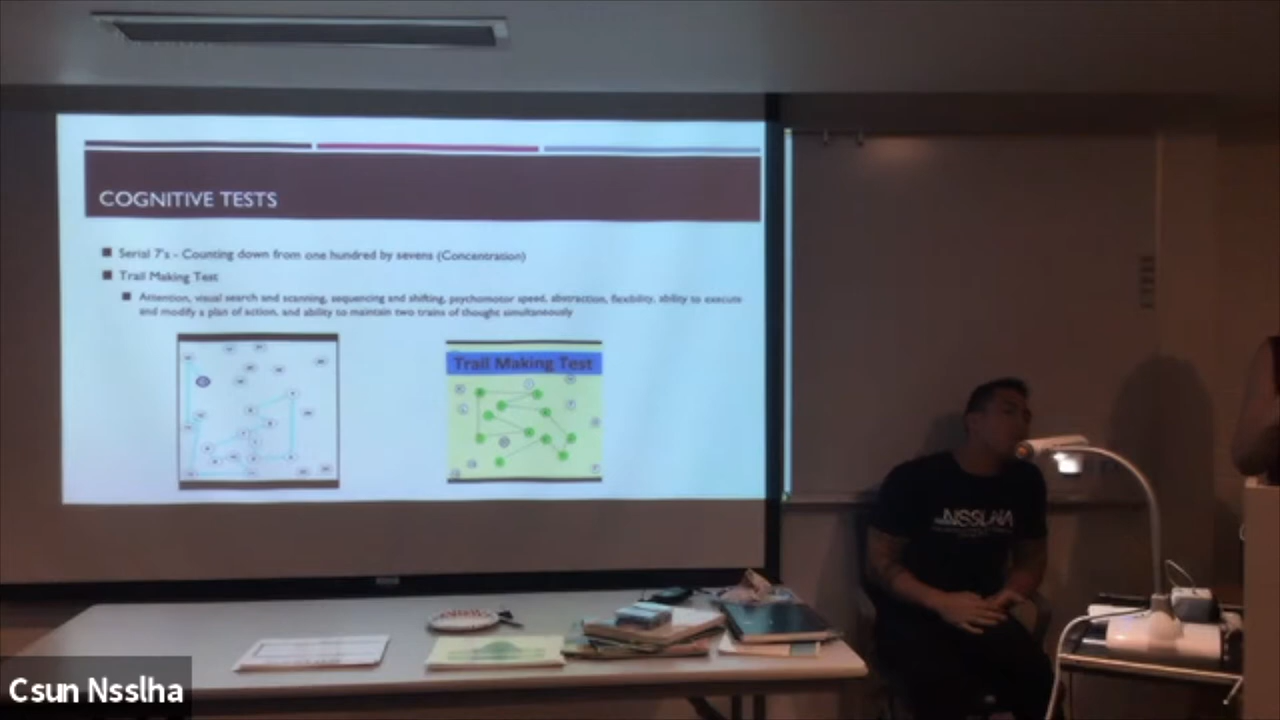 COGNITIVE TESTS
Serial 7's - Counting down from one hundred by sevens (Concentration)
Trail Making Test
Attention, visual search and scanning, sequencing and shifting, psychomotor speed, abstraction, flexibility, ability to execute
and modify a plan of action, and ability to maintain two trains of thought simultaneously
Trail Making Test
NSSLHA
Csun Nsslha